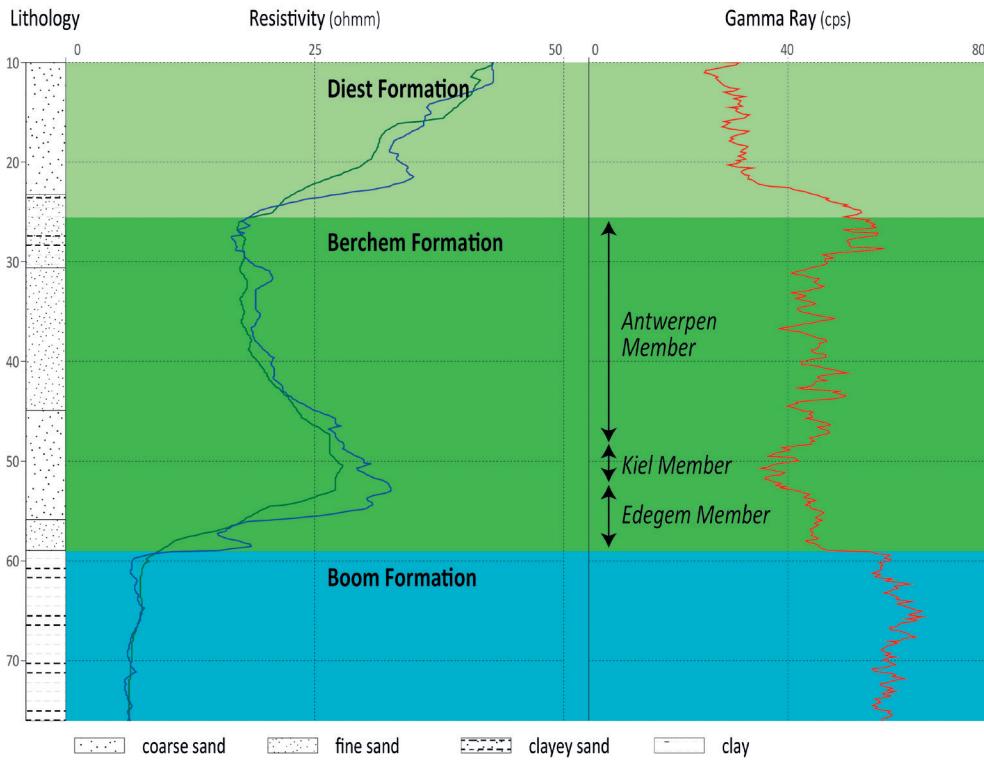 Lithology Resistivity (ohmm) Gamma Ray (cps)
0 25 50 0 40 80
10
Diest Formation
20
Berchem Formation
30
Antwerpen
Member
40
50
Kiel Member
Edegem Member
60
Boom Formation
70
coarse sand fine sand clayey sand clay